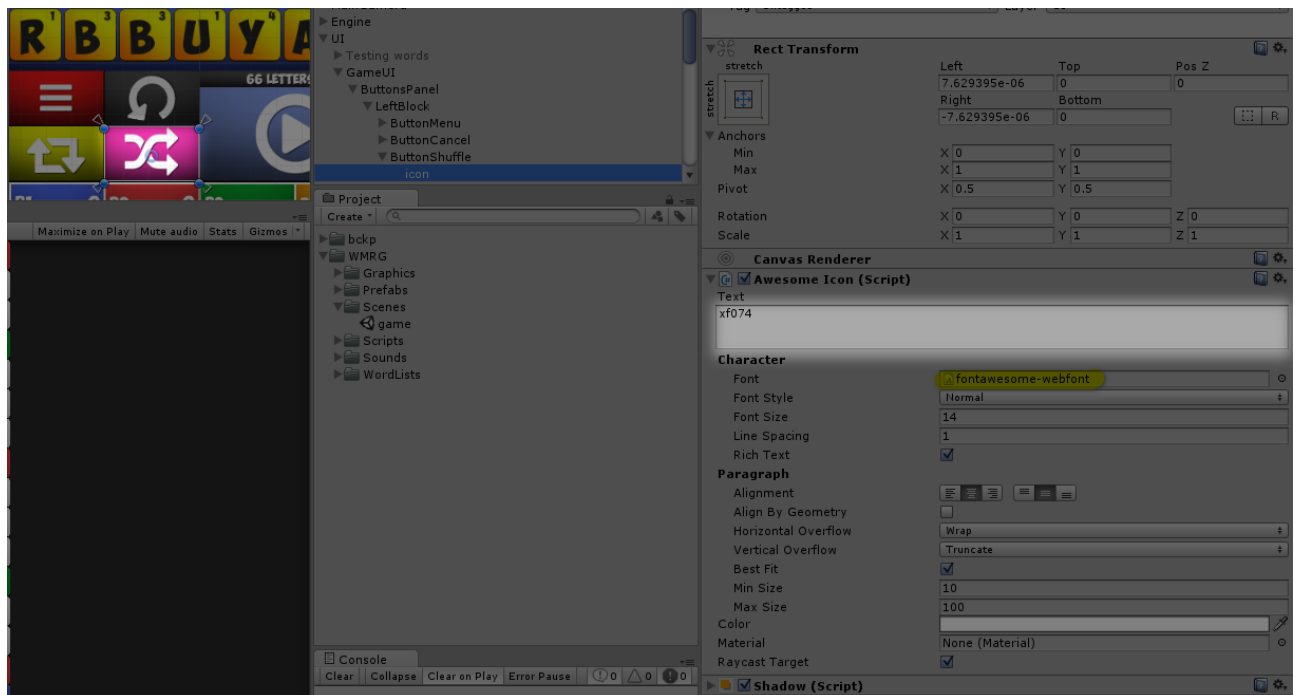 R 1 B 3 B 3 U 1 Y 4 A
66 LETTERS
Engine
UI
Testing words
GameUI
ButtonsPanel
LeftBlock
ButtonMenu
ButtonCancel
ButtonShuffle
icon
Maximize on Play Mute audio Stats Gizmos
Project
Create
bckp
WMRG
Graphics
Prefabs
Scenes
game
Scripts
Sounds
WordLists
Console
Clear Collapse Clear on Play Error Pause 0 0 0
Rect Transform
stretch Left Top Pos Z
stretch
7.629395e-06 0 0
Right Bottom
-7.629395e-06 0 R
Anchors
Min X 0 Y 0
Max X 1 Y 1
Pivot X 0.5 Y 0.5
Rotation X 0 Y 0 Z 0
Scale X 1 Y 1 Z 1
Canvas Renderer
Awesome Icon (Script)
Text
xf074
Character
Font fontawesome-webfont
Font Style Normal
Font Size 14
Line Spacing 1
Rich Text
Paragraph
Alignment
Align By Geometry
Horizontal Overflow Wrap
Vertical Overflow Truncate
Best Fit
Min Size 10
Max Size 100
Color
Material None (Material)
Raycast Target
Shadow (Script)